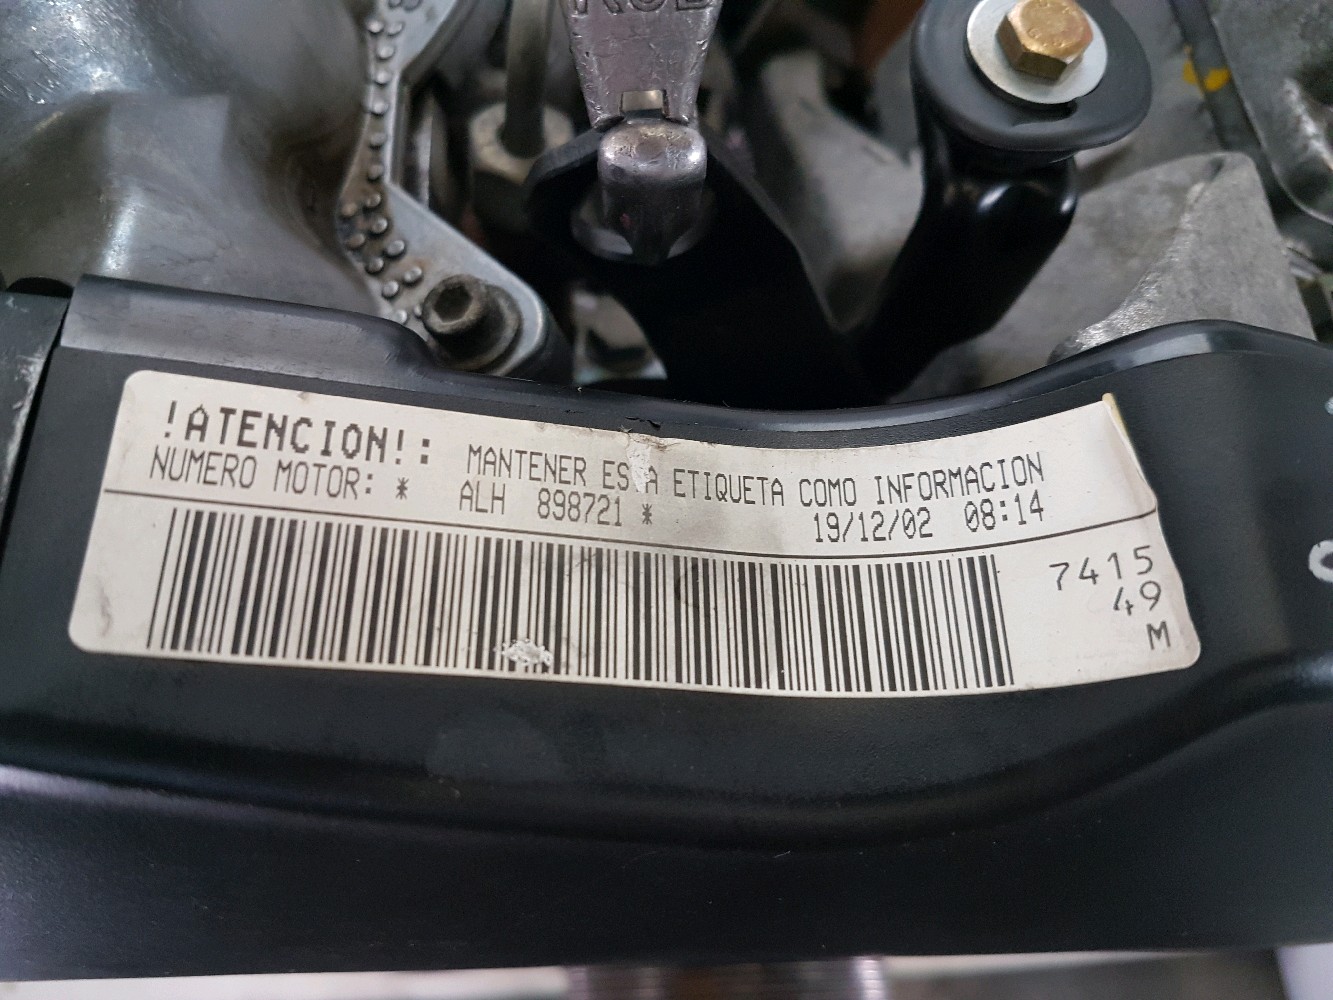 !ATENCION!: MANTENER ESTA ETIQUETA COMO INFORMACION
NUMERO MOTOR: * ALH 898721 * 19/12/02 08:14
7415
49
M